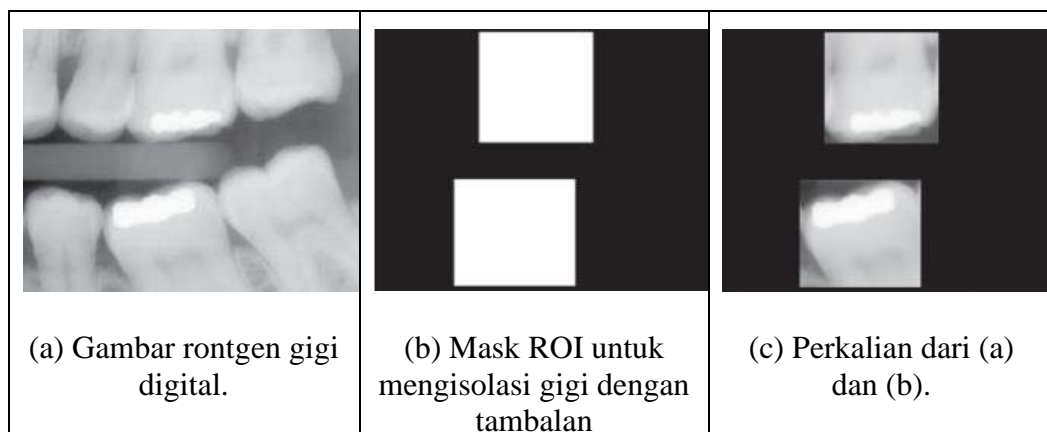 (a) Gambar rontgen gigi
digital.
(b) Mask ROI untuk
mengisolasi gigi dengan
tambalan
(c) Perkalian dari (a)
dan (b).